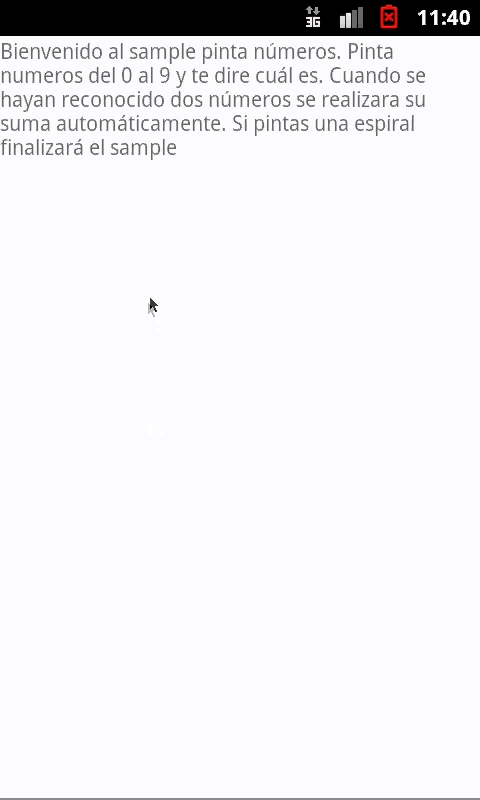 3G 11:40
Bienvenido al sample pinta números. Pinta
numeros del 0 al 9 y te dire cuál es. Cuando se
hayan reconocido dos números se realizara su
suma automáticamente. Si pintas una espiral
finalizará el sample